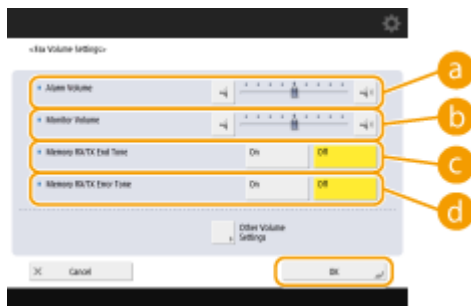 <Fax Volume Settings>
Alarm Volume
a
Monitor Volume
b
Memory RX/TX End Tone
On
Off
c
Memory RX/TX Error Tone
On
Off
d
Other Volume
Settings
Cancel
OK